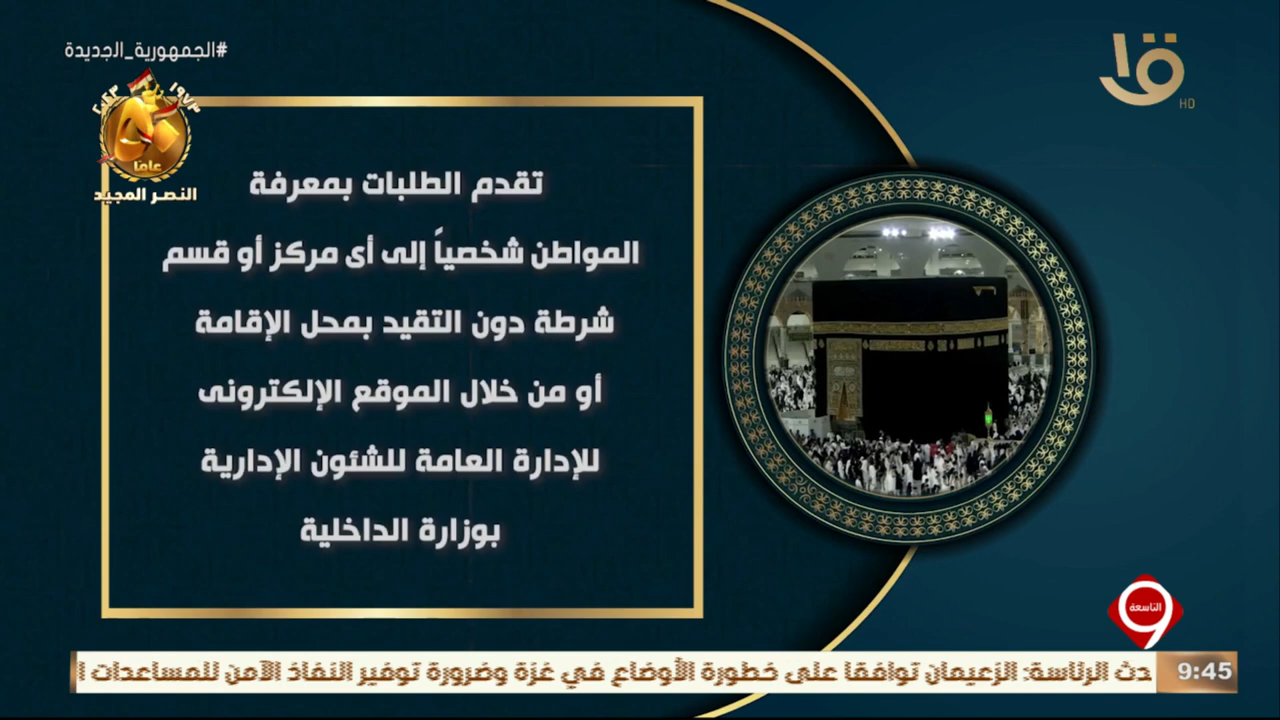 #الجمهورية_الجديدة
HD
١٩٧٣
عاما
النصر المجيد
تقدم الطلبات بمعرفة
المواطن شخصياً إلى أى مركز أو قسم
شرطة دون التقيد بمحل الإقامة
أو من خلال الموقع الإلكترونى
للإدارة العامة للشئون الإدارية
بوزارة الداخلية
التاسعة
9
9:45
الرئاسة: الزعيمان توافقا على خطورة الأوضاع في غزة وضرورة توفير النفاذ الآمن للمساعدات